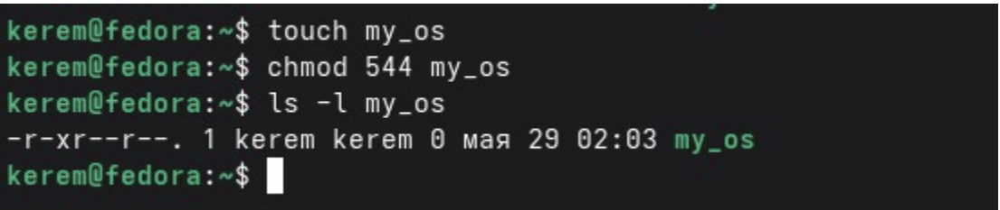 kerem@fedora:~$ touch my_os
kerem@fedora:~$ chmod 544 my_os
kerem@fedora:~$ ls -l my_os
-r-xr--r--. 1 kerem kerem 0 мая 29 02:03 my_os
kerem@fedora:~$